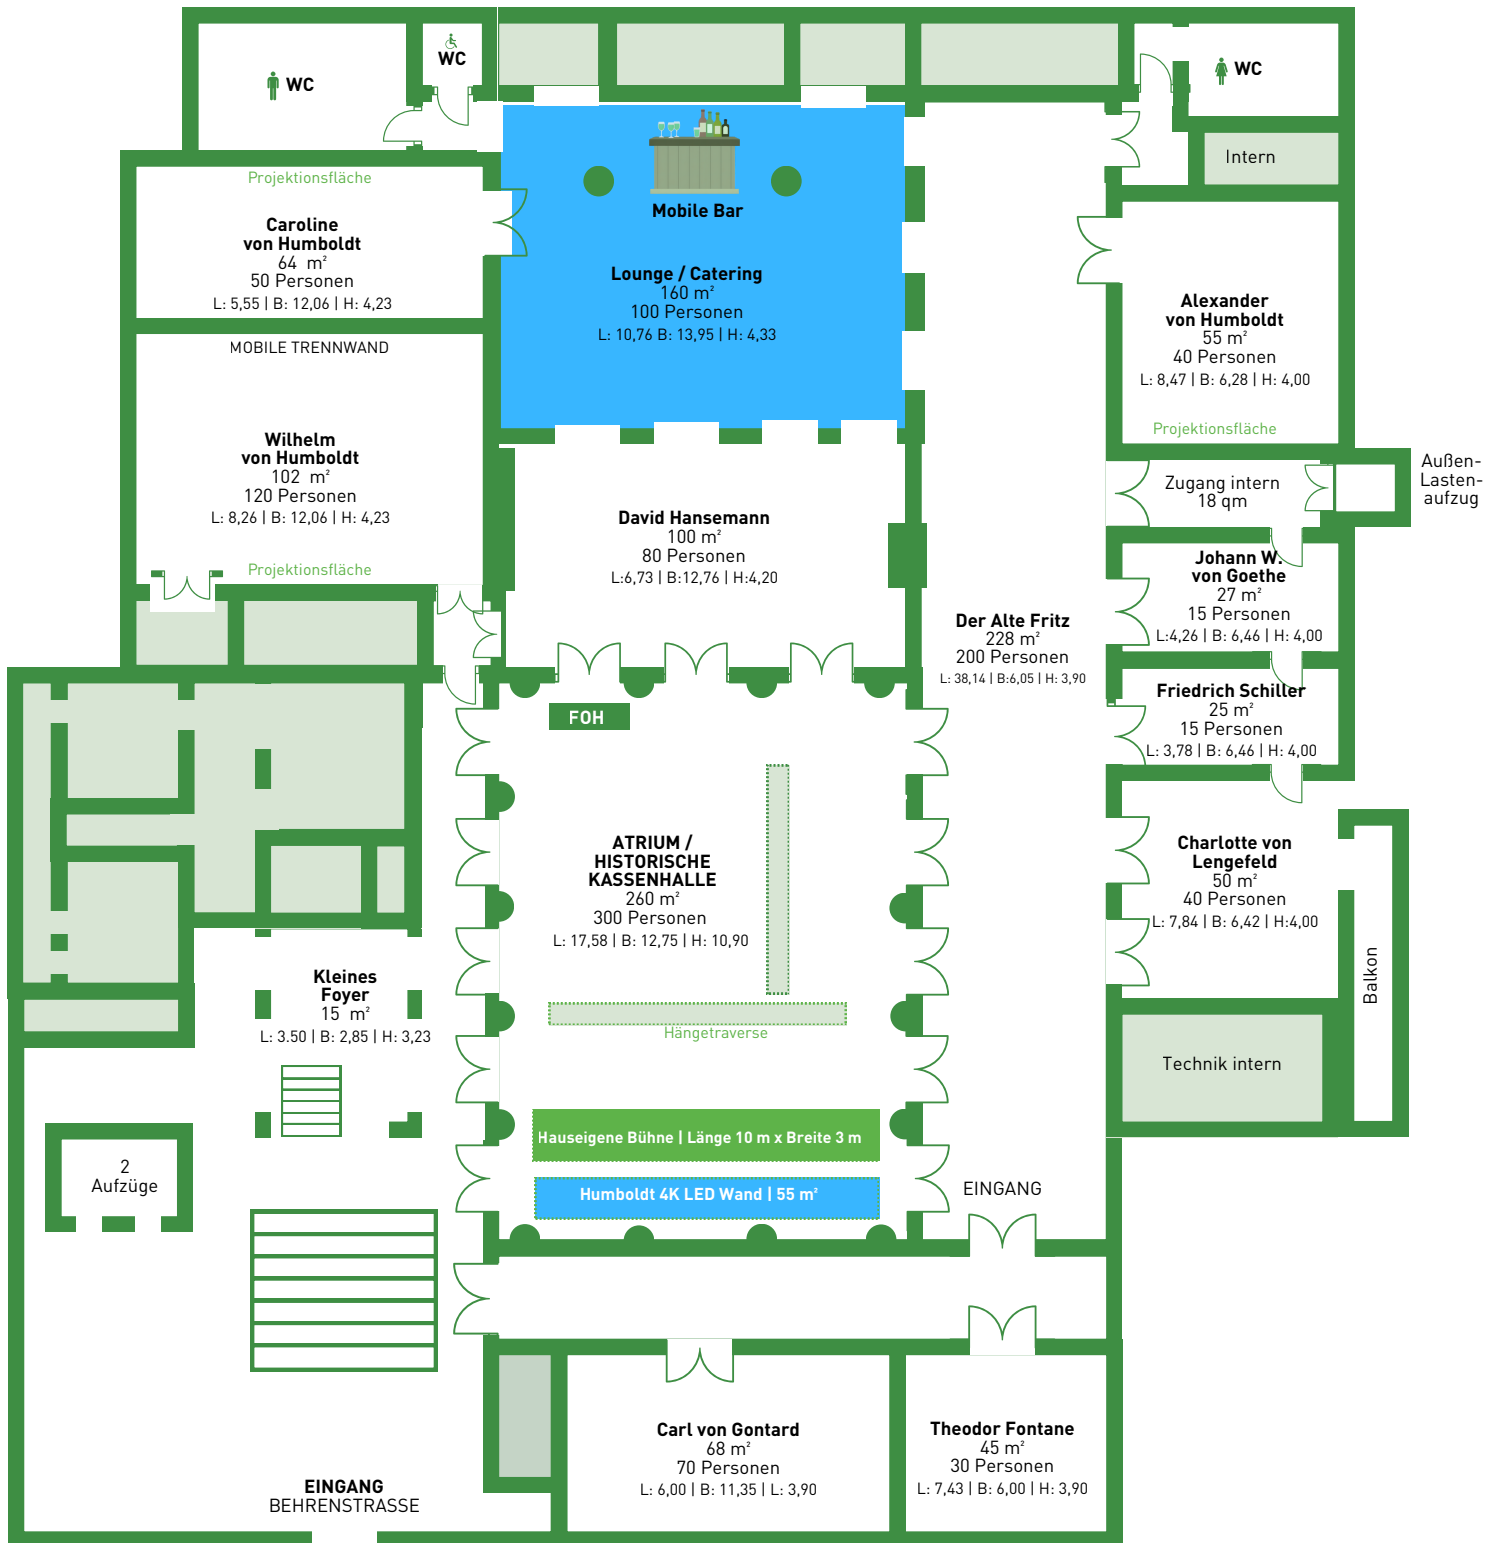 WC
WC
WC
Intern
Projektionsfläche
Caroline
von Humboldt
64 m²
50 Personen
L: 5,55 | B: 12,06 | H: 4,23
Mobile Bar
Lounge / Catering
160 m²
100 Personen
L: 10,76 B: 13,95 | H: 4,33
Alexander
von Humboldt
55 m²
40 Personen
L: 8,47 | B: 6,28 | H: 4,00
Projektionsfläche
MOBILE TRENNWAND
Wilhelm
von Humboldt
102 m²
120 Personen
L: 8,26 | B: 12,06 | H: 4,23
Projektionsfläche
David Hansemann
100 m²
80 Personen
L:6,73 | B:12,76 | H:4,20
Zugang intern
18 qm
Außen-
Lasten-
aufzug
Johann W.
von Goethe
27 m²
15 Personen
L:4,26 | B: 6,46 | H: 4,00
Der Alte Fritz
228 m²
200 Personen
L: 38,14 | B:6,05 | H: 3,90
Friedrich Schiller
25 m²
15 Personen
L: 3,78 | B: 6,46 | H: 4,00
FOH
ATRIUM /
HISTORISCHE
KASSENHALLE
260 m²
300 Personen
L: 17,58 | B: 12,75 | H: 10,90
Charlotte von
Lengefeld
50 m²
40 Personen
L: 7,84 | B: 6,42 | H:4,00
Balkon
Kleines
Foyer
15 m²
L: 3.50 | B: 2,85 | H: 3,23
Hängetraverse
Technik intern
Hauseigene Bühne | Länge 10 m x Breite 3 m
2
Aufzüge
Humboldt 4K LED Wand | 55 m²
EINGANG
Carl von Gontard
68 m²
70 Personen
L: 6,00 | B: 11,35 | L: 3,90
Theodor Fontane
45 m²
30 Personen
L: 7,43 | B: 6,00 | H: 3,90
EINGANG
BEHRENSTRASSE